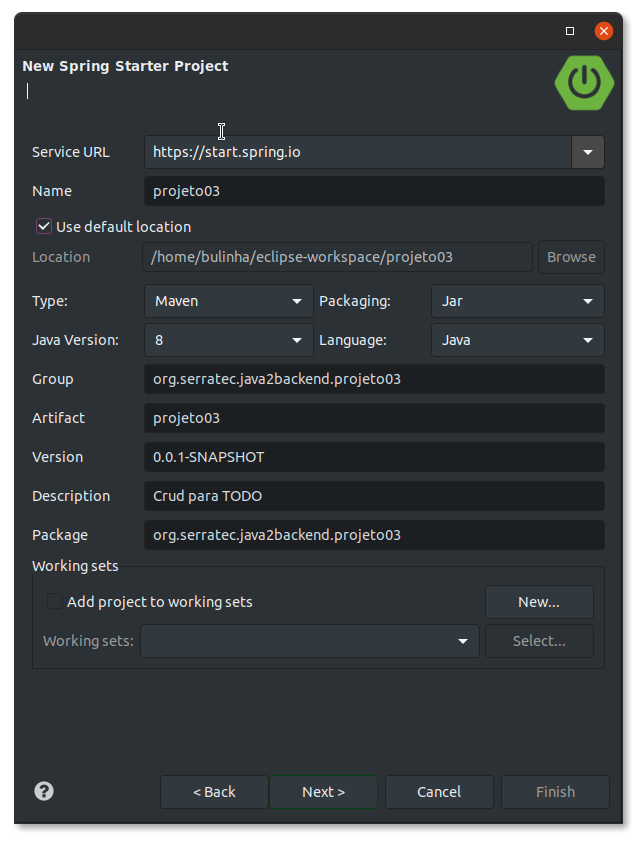 New Spring Starter Project
Service URL https://start.spring.io
Name projeto03
Use default location
Location /home/bulinha/eclipse-workspace/projeto03 Browse
Type: Maven Packaging: Jar
Java Version: 8 Language: Java
Group org.serratec.java2backend.projeto03
Artifact projeto03
Version 0.0.1-SNAPSHOT
Description Crud para TODO
Package org.serratec.java2backend.projeto03
Working sets
Add project to working sets New...
Working sets: Select...
? < Back Next > Cancel Finish